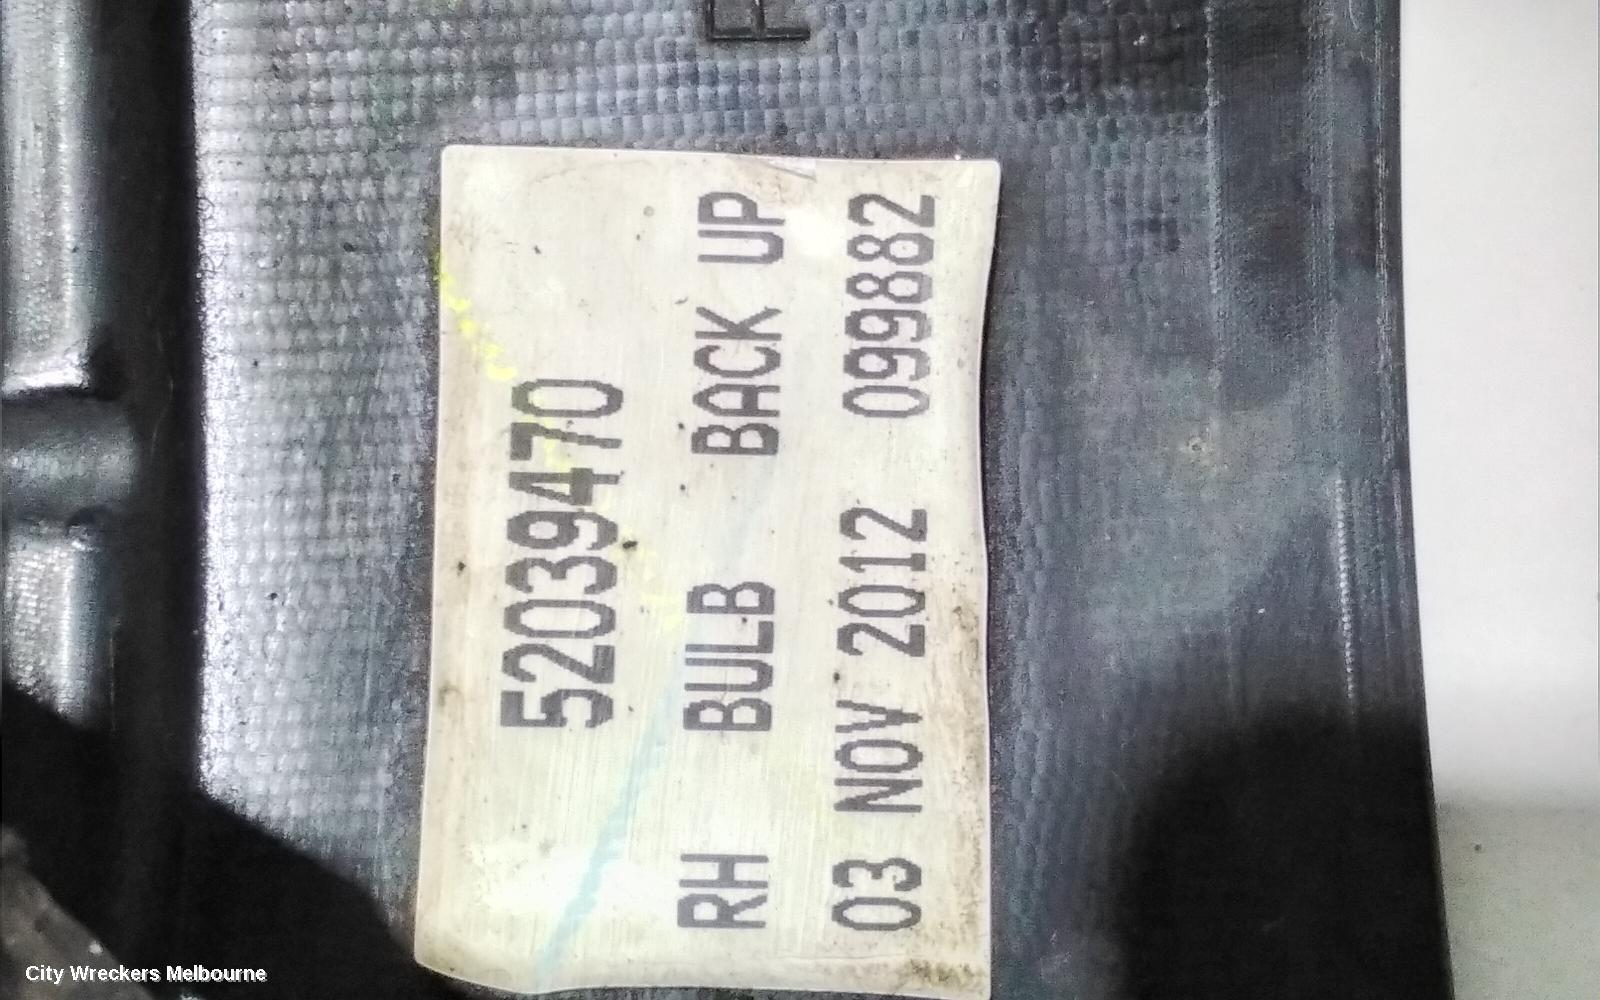 52039470
RH BULB BACK UP
03 NOV 2012 099882
City Wreckers Melbourne